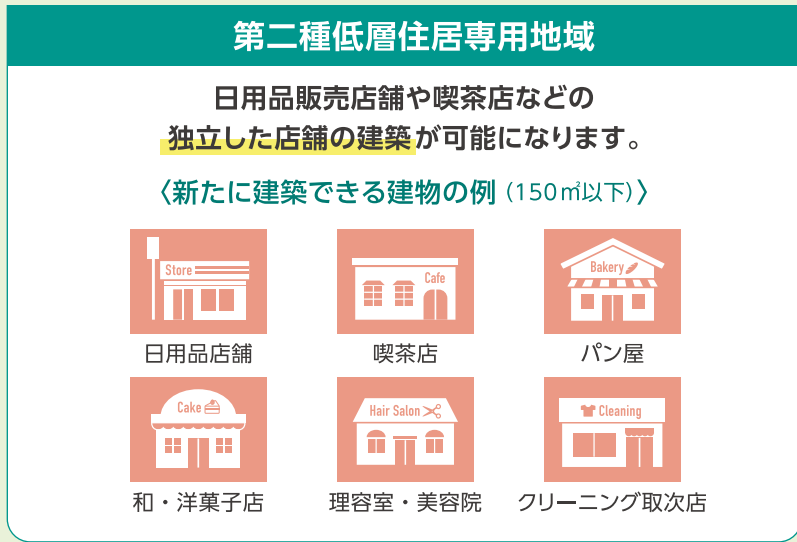 第二種低層住居専用地域
日用品販売店舗や喫茶店などの
独立した店舗の建築が可能になります。
〈新たに建築できる建物の例（150㎡以下）〉
Store
Cafe
Bakery
日用品店舗
喫茶店
パン屋
Cake
Hair Salon
Cleaning
和・洋菓子店
理容室・美容院
クリーニング取次店